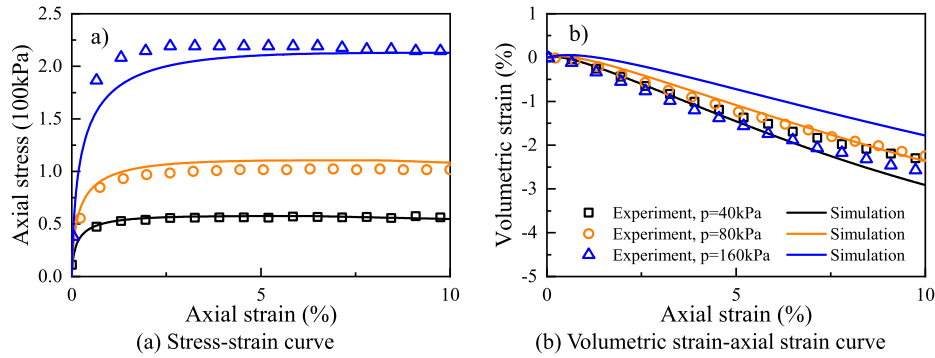 2.5
2.0
1.5
1.0
0.5
0.0
0
5
10
Axial stress (100kPa)
a)
Axial strain (%)
(a) Stress-strain curve
1
0
-1
-2
-3
-4
-5
0
5
10
Volumetric strain (%)
b)
Experiment, p=40kPa Simulation
Experiment, p=80kPa Simulation
Experiment, p=160kPa Simulation
Axial strain (%)
(b) Volumetric strain-axial strain curve